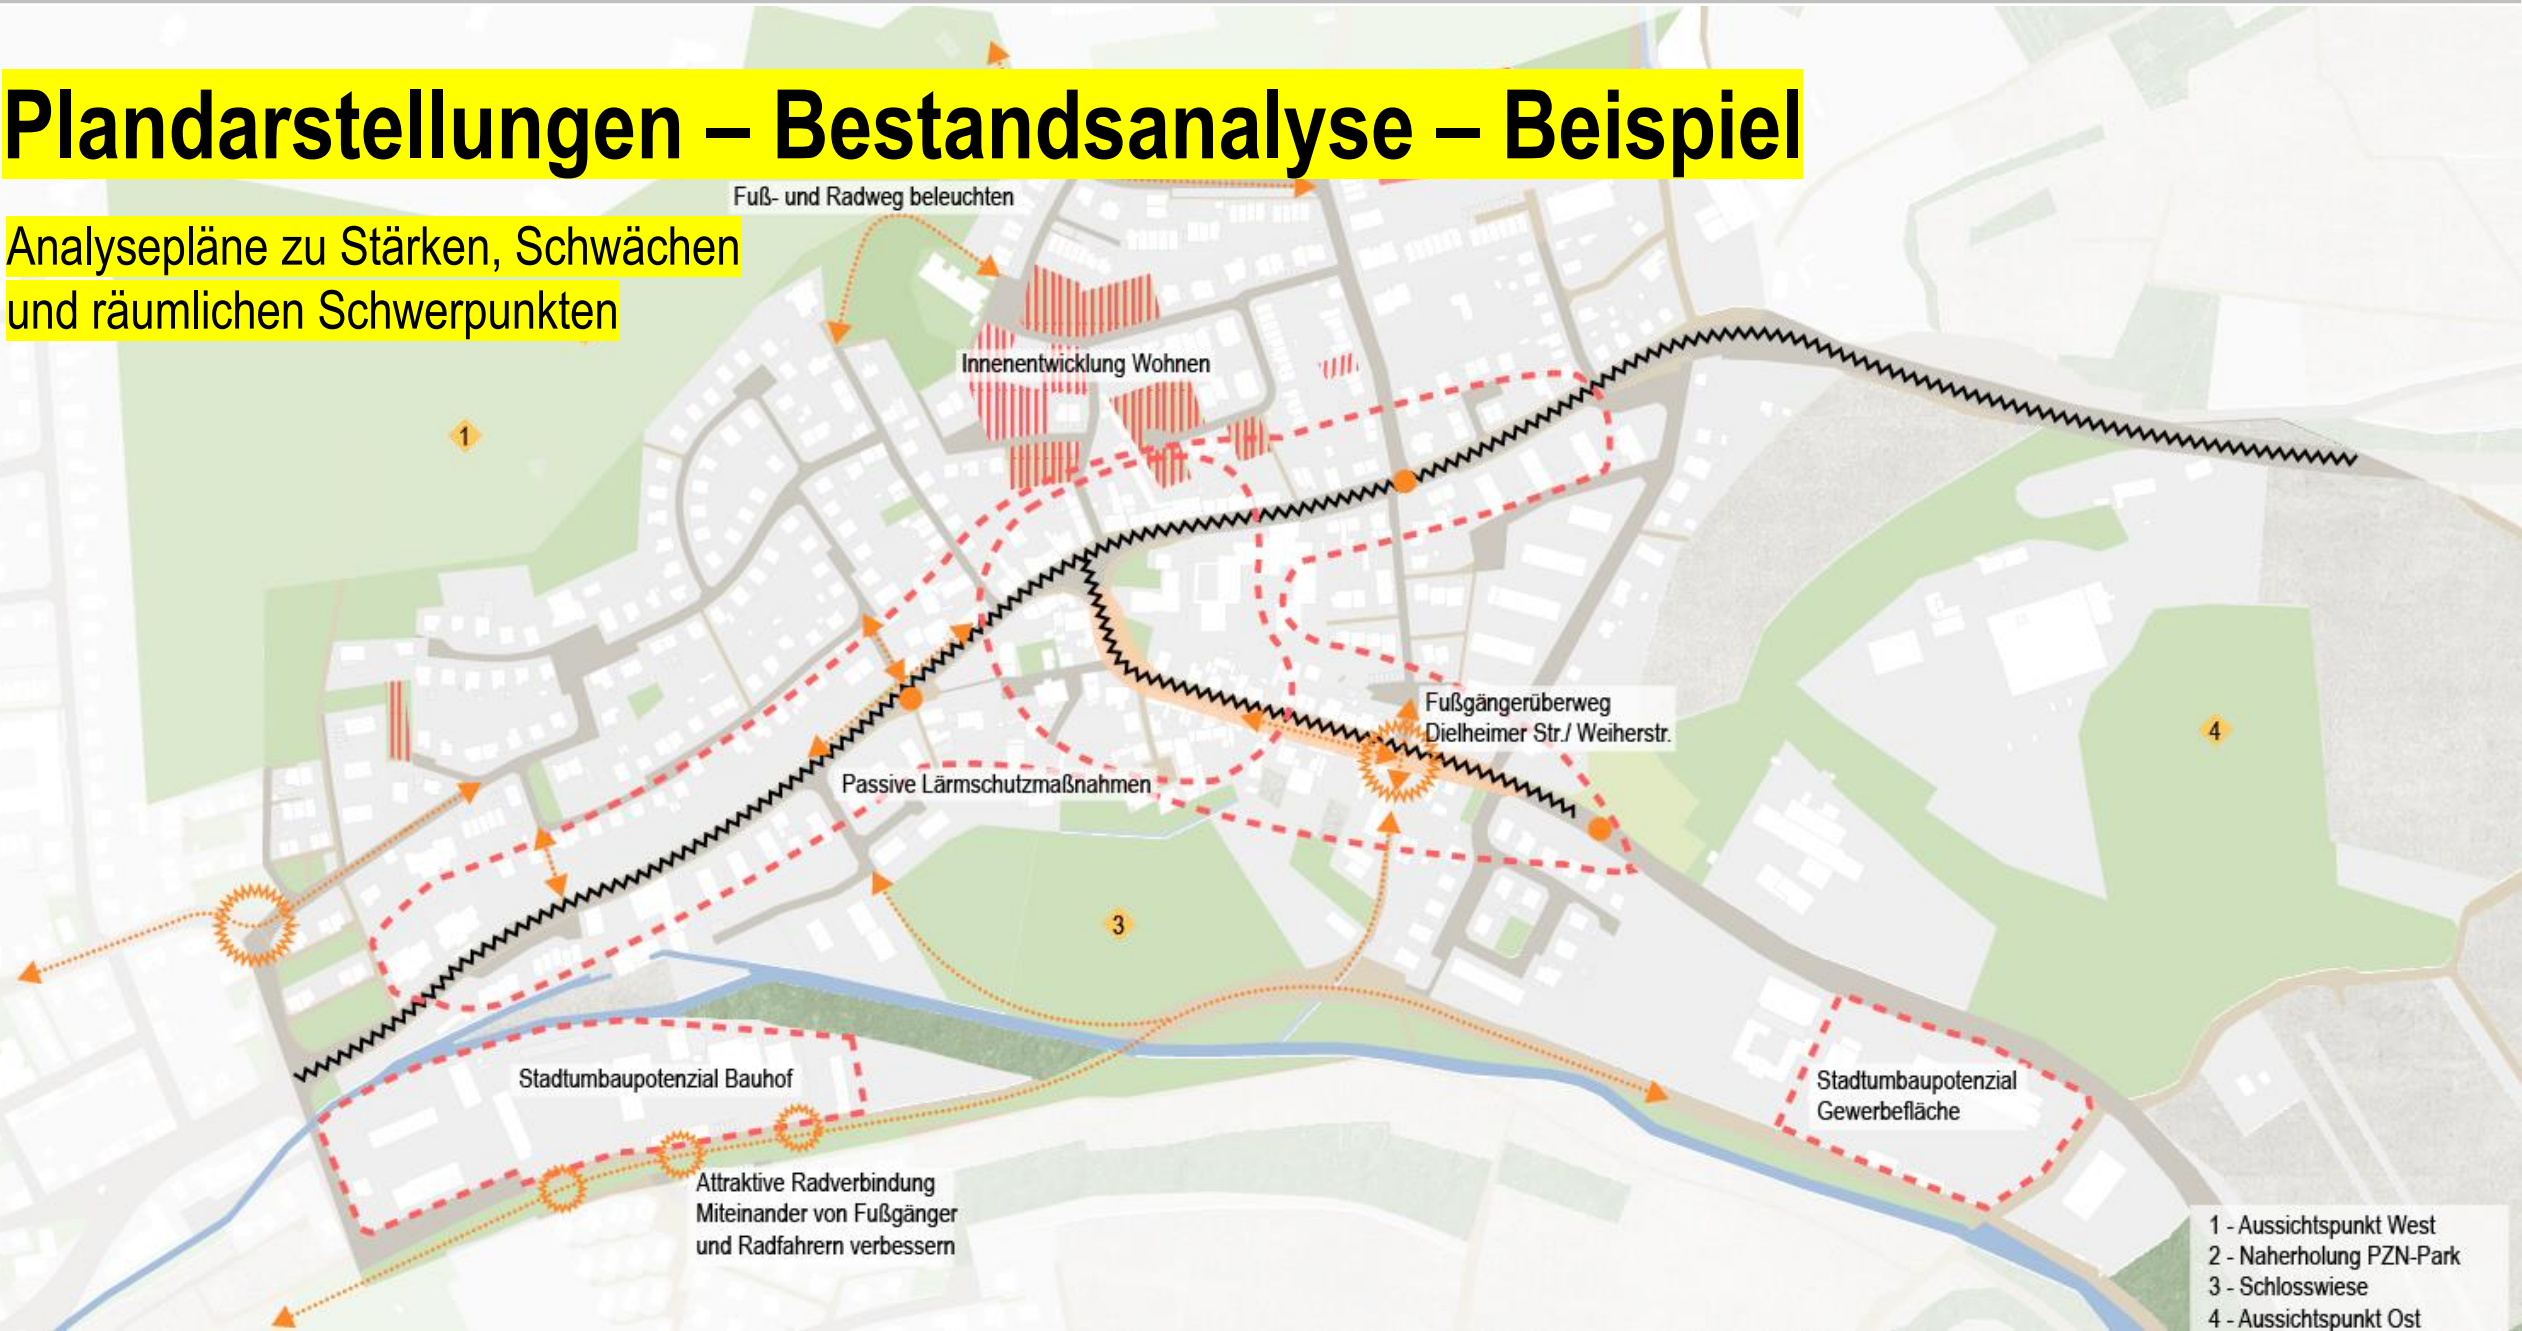 Plandarstellungen – Bestandsanalyse – Beispiel
Fuß- und Radweg beleuchten
Analysepläne zu Stärken, Schwächen
und räumlichen Schwerpunkten
Innenentwicklung Wohnen
1
Fußgängerüberweg
Dielheimer Str./ Weiherstr.
4
Passive Lärmschutzmaßnahmen
3
Stadtumbaupotenzial Bauhof
Stadtumbaupotenzial
Gewerbefläche
Attraktive Radverbindung
Miteinander von Fußgänger
und Radfahrern verbessern
1 - Aussichtspunkt West
2 - Naherholung PZN-Park
3 - Schlosswiese
4 - Aussichtspunkt Ost